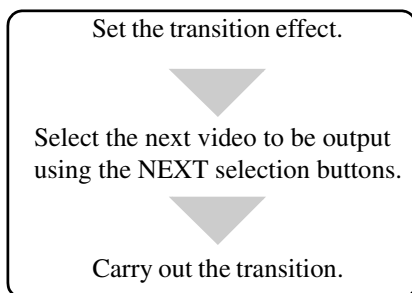 Set the transition effect.
Select the next video to be output
using the NEXT selection buttons.
Carry out the transition.